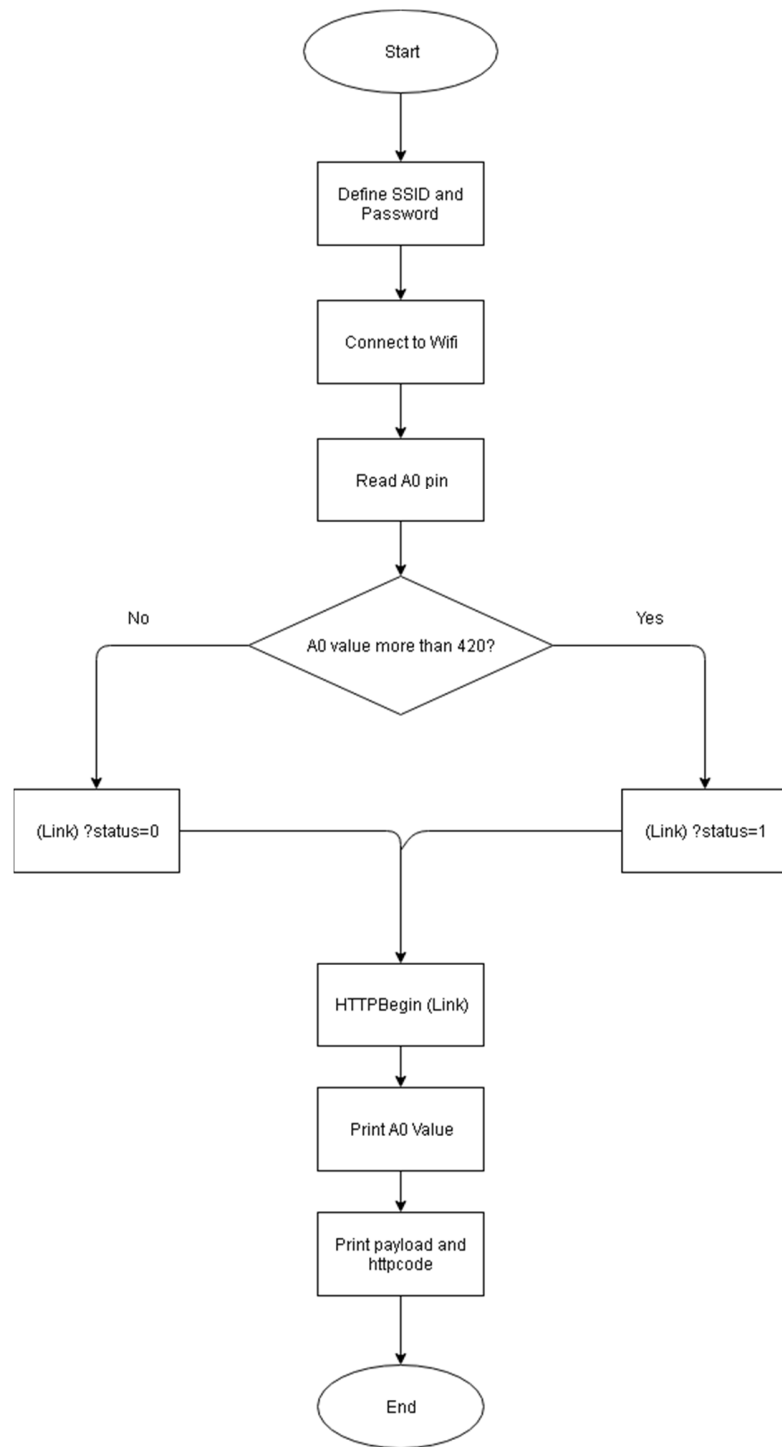 Start
Define SSID and
Password
Connect to Wifi
Read A0 pin
No
Yes
A0 value more than 420?
(Link) ?status=0
(Link) ?status=1
HTTPBegin (Link)
Print A0 Value
Print payload and
httpcode
End